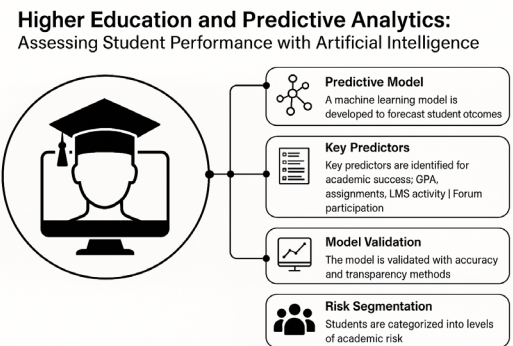 Higher Education and Predictive Analytics:
Assessing Student Performance with Artificial Intelligence
Predictive Model
A machine learning model is
developed to forecast student outcomes
Key Predictors
Key predictors are identified for
academic success; GPA,
assignments, LMS activity | Forum
participation
Model Validation
The model is validated with accuracy
and transparency methods
Risk Segmentation
Students are categorized into levels
of academic risk